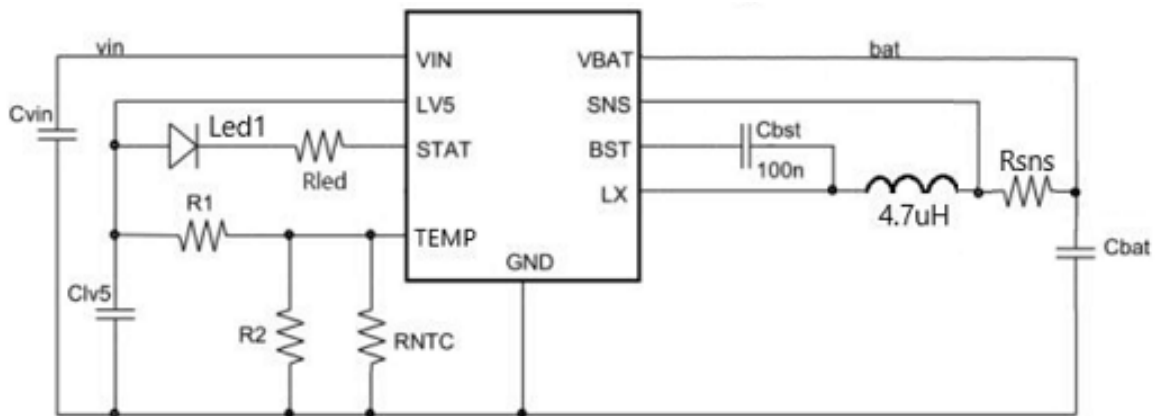 vin
VIN
VBAT
bat
Cvin
LV5
SNS
Led1
Cbst
STAT
BST
Rled
100n
Rsns
R1
LX
4.7uH
TEMP
GND
Cbat
Clv5
R2
RNTC